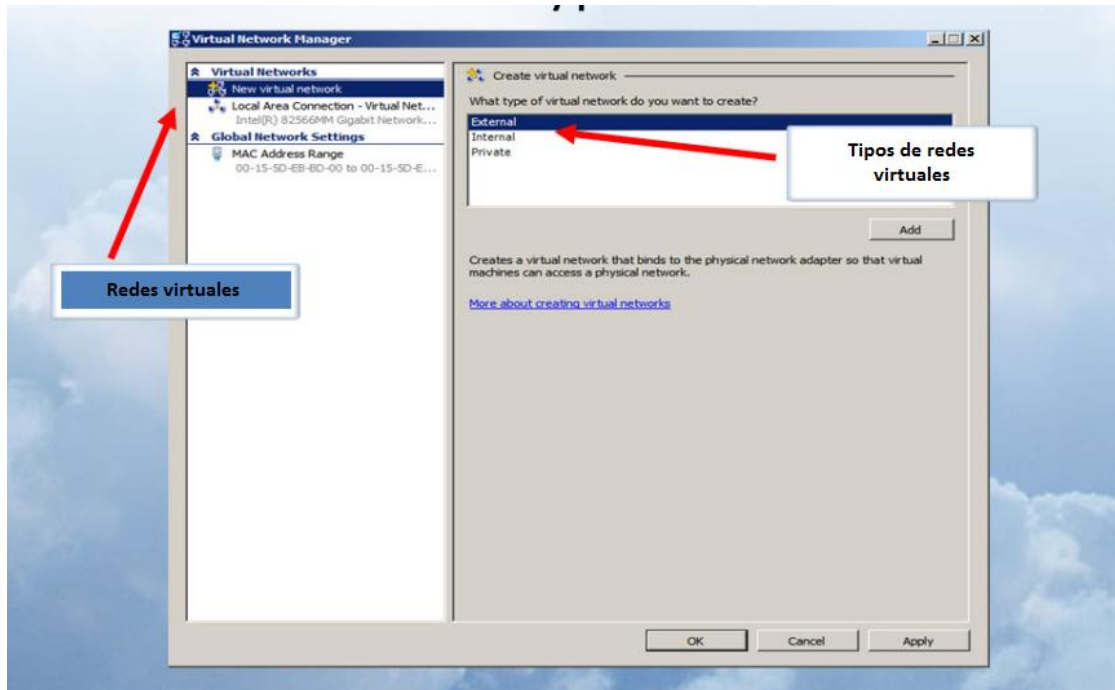 Virtual Network Manager
Virtual Networks
New virtual network
Local Area Connection - Virtual Net...
Intel(R) 82566MM Gigabit Network...
Global Network Settings
MAC Address Range
00-15-5D-EB-BD-00 to 00-15-5D-E...
Redes virtuales
Create virtual network
What type of virtual network do you want to create?
External
Internal
Private
Tipos de redes
virtuales
Add
Creates a virtual network that binds to the physical network adapter so that virtual
machines can access a physical network.
More about creating virtual networks
OK
Cancel
Apply